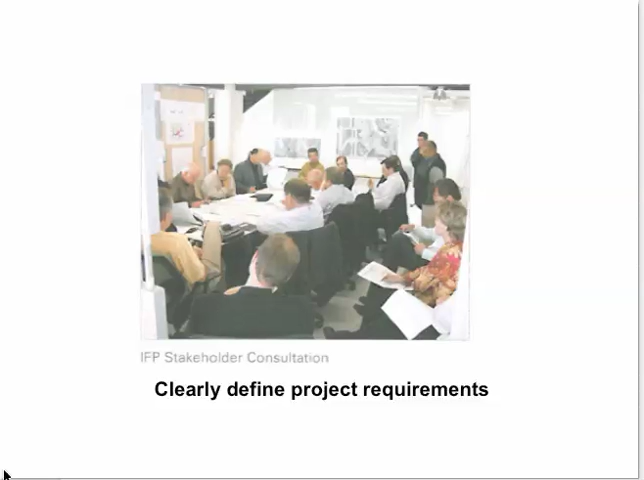 IFP Stakeholder Consultation
Clearly define project requirements